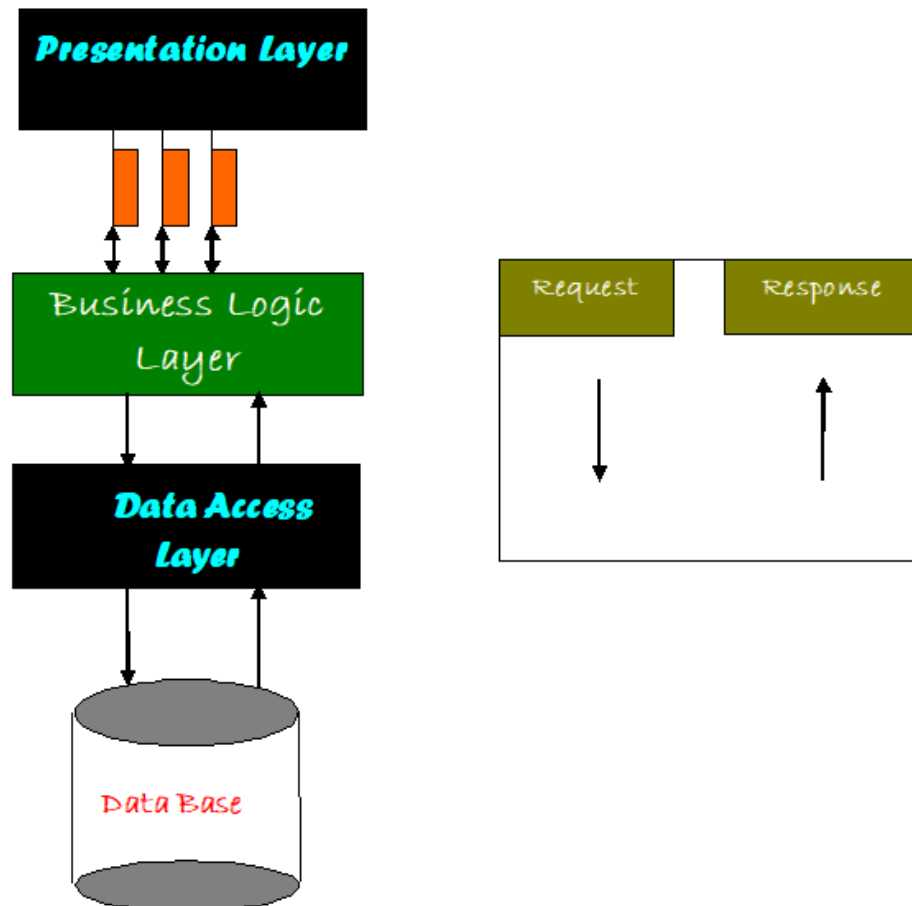 Presentation Layer
Business Logic
Layer
Data Access
Layer
Data Base
Request
Response